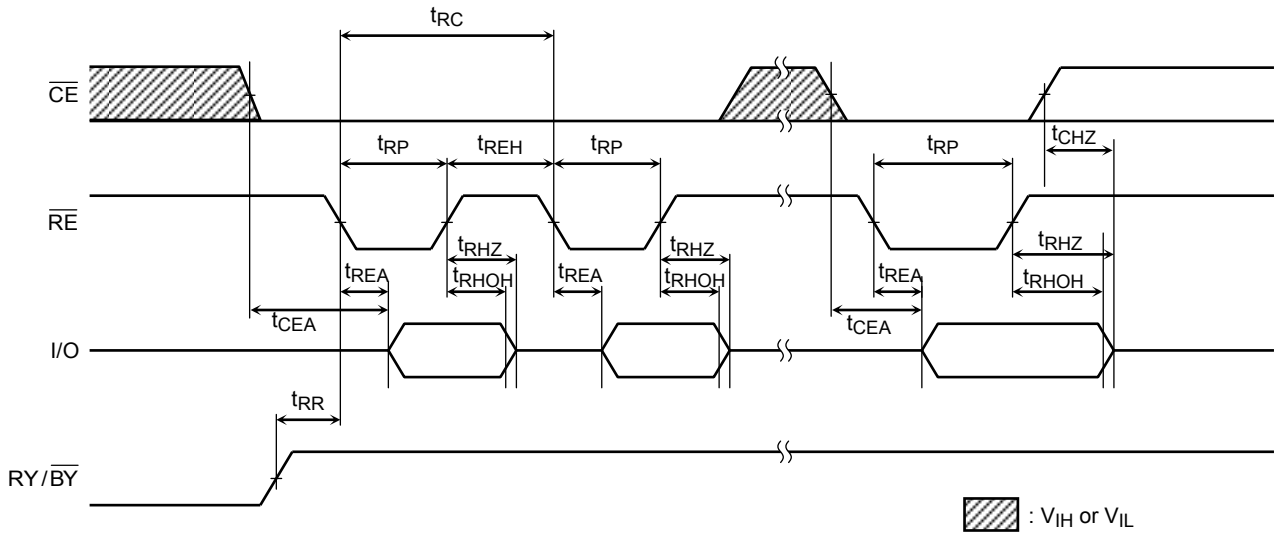 tRC
CE
tRP tREH tRP tRP tCHZ
RE
tRHZ tRHZ tRHZ
tREA tRHOH tREA tRHOH tREA tRHOH
tCEA tCEA
I/O
tRR
RY/BY
: VIH or VIL